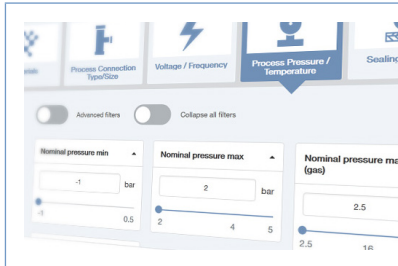 Process Connection
Type/Size
Voltage / Frequency
Process Pressure /
Temperature
Sealing
Advanced filters
Collapse all filters
Nominal pressure min
Nominal pressure max
Nominal pressure ma
(gas)
-1
bar
2
bar
2.5
-1
0.5
2
4
5
2.5
16